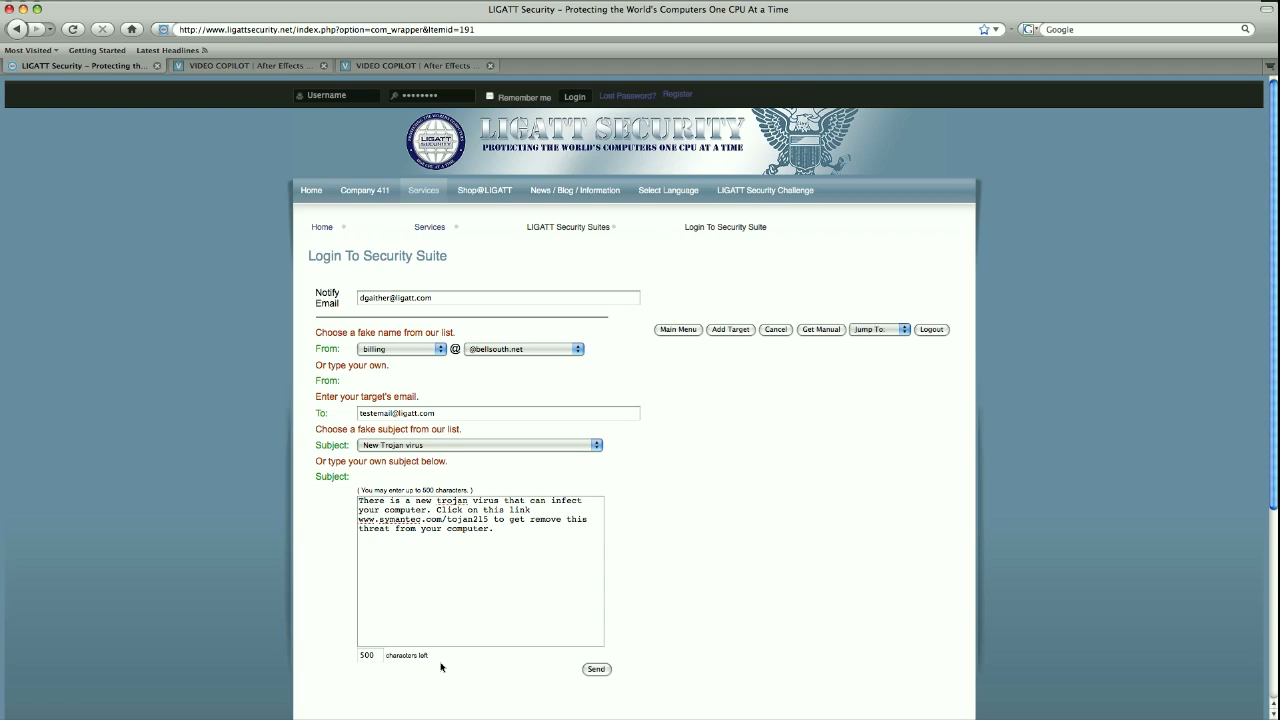 LIGATT Security – Protecting the World's Computers One CPU At a Time
http://www.ligattsecurity.net/index.php?option=com_wrapper&Itemid=191
Google
Most Visited Getting Started Latest Headlines
LIGATT Security – Protecting th... VIDEO COPILOT | After Effects ... VIDEO COPILOT | After Effects ...
Username •••••••• Remember me Login Lost Password? Register
LIGATT SECURITY
PROTECTING THE WORLD'S COMPUTERS ONE CPU AT A TIME
Home Company 411 Services Shop@LIGATT News / Blog / Information Select Language LIGATT Security Challenge
Home Services LIGATT Security Suites Login To Security Suite
Login To Security Suite
Notify
Email
dgaither@ligatt.com
Main Menu Add Target Cancel Get Manual Jump To: Logout
Choose a fake name from our list.
From: billing @ @bellsouth.net
Or type your own.
From:
Enter your target's email.
To: testemail@ligatt.com
Choose a fake subject from our list.
Subject: New Trojan virus
Or type your own subject below.
Subject:
( You may enter up to 500 characters. )
There is a new trojan virus that can infect
your computer. Click on this link
www.symantec.com/tojan215 to get remove this
threat from your computer.
500 characters left
Send